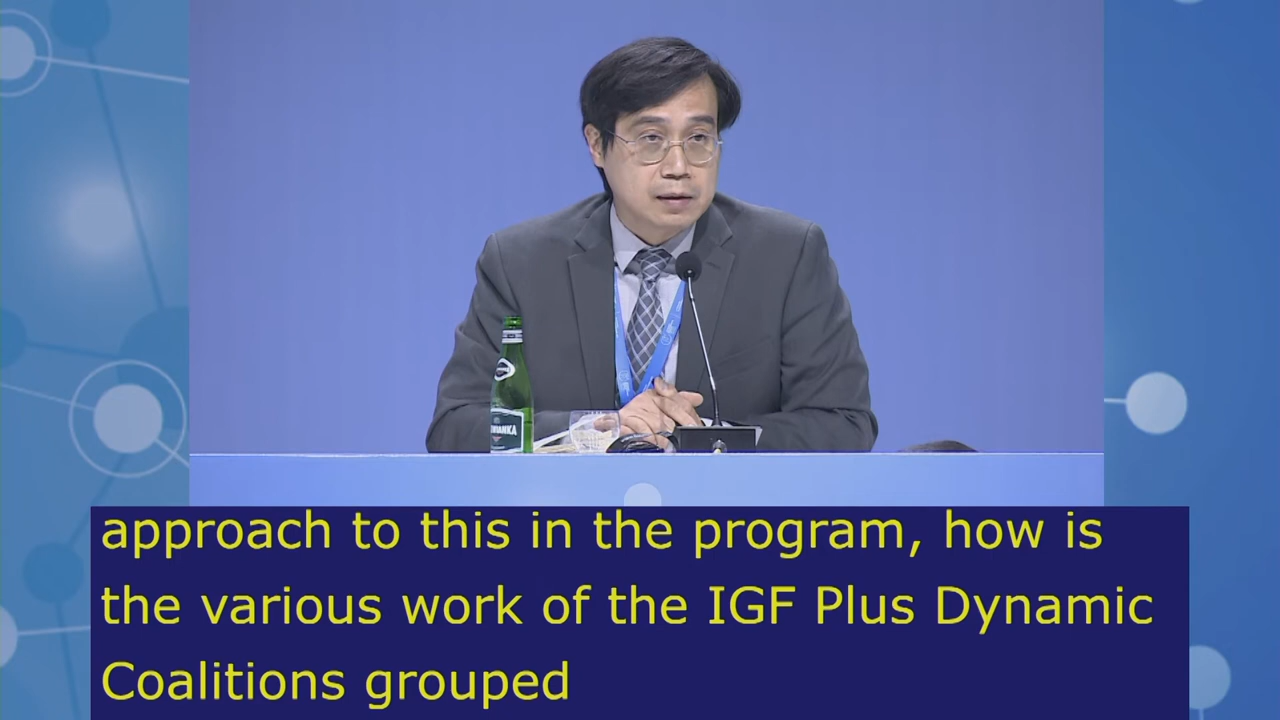 approach to this in the program, how is
the various work of the IGF Plus Dynamic
Coalitions grouped